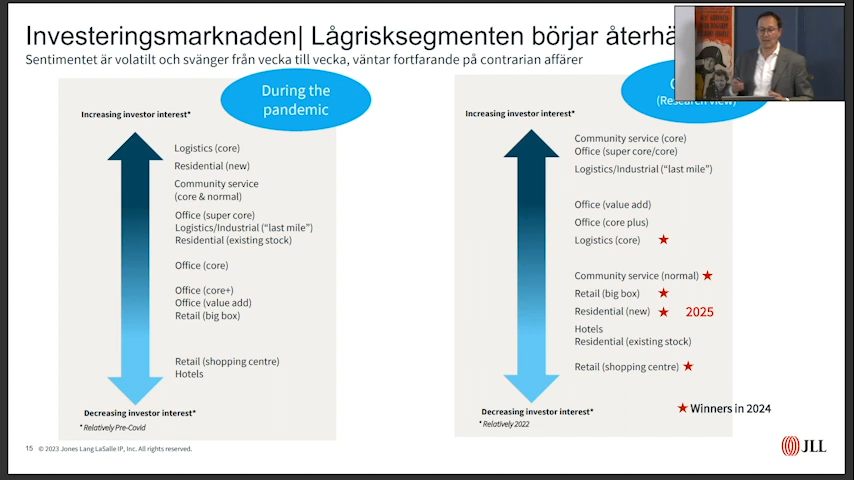 Investeringsmarknaden| Lågrisksegmenten börjar återhä
Sentimentet är volatilt och svänger från vecka till vecka, väntar fortfarande på contrarian affärer
During the
pandemic
Increasing investor interest*
Logistics (core)
Residential (new)
Community service
(core & normal)
Office (super core)
Logistics/Industrial (“last mile”)
Residential (existing stock)
Office (core)
Office (core+)
Office (value add)
Retail (big box)
Retail (shopping centre)
Hotels
Decreasing investor interest*
* Relatively Pre-Covid
(Research view)
Increasing investor interest*
Community service (core)
Office (super core/core)
Logistics/Industrial (“last mile”)
Office (value add)
Office (core plus)
Logistics (core)
Community service (normal)
Retail (big box)
Residential (new)
2025
Hotels
Residential (existing stock)
Retail (shopping centre)
Decreasing investor interest*
* Relatively 2022
Winners in 2024
15 © 2023 Jones Lang LaSalle IP, Inc. All rights reserved.
JLL